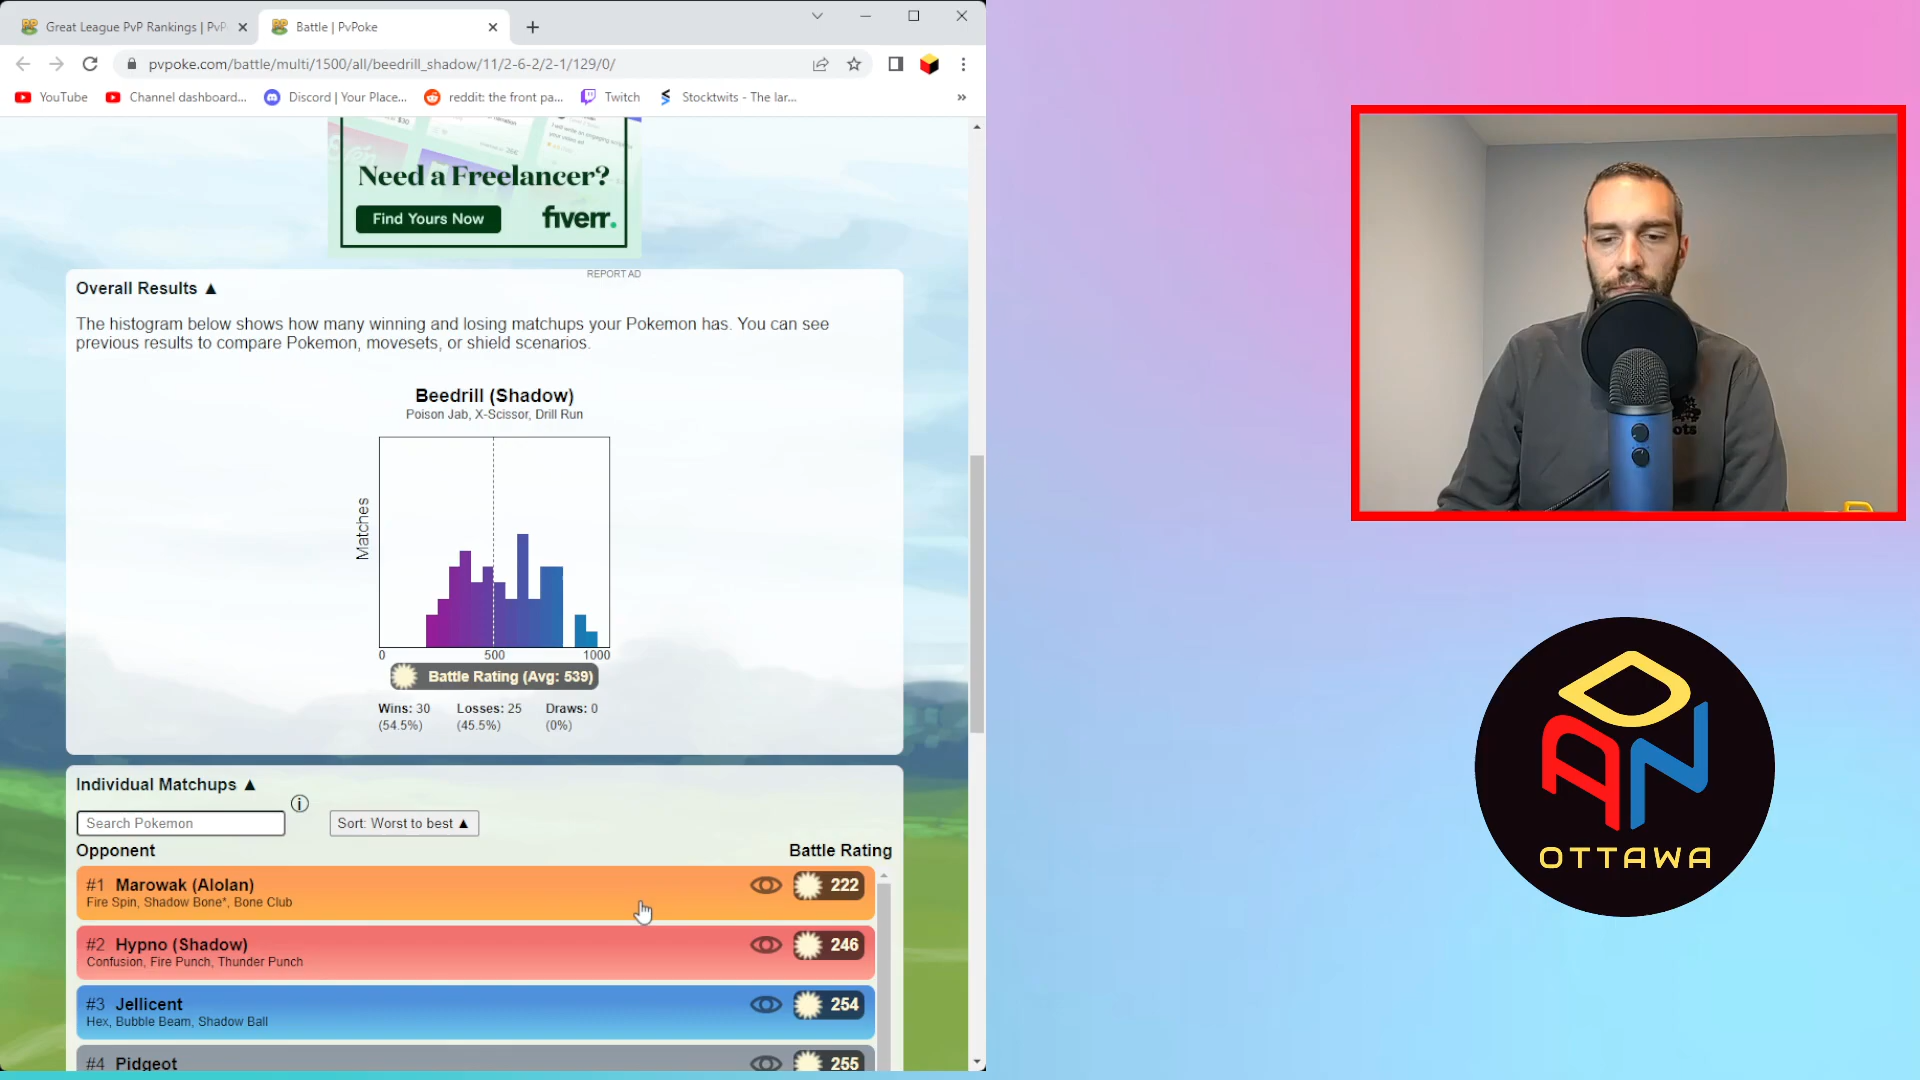 Great League PvP Rankings | PvP
Battle | PvPoke
pvpoke.com/battle/multi/1500/all/beedrill_shadow/11/2-6-2/2-1/129/0/
YouTube
Channel dashboard...
Discord | Your Place...
reddit: the front pa...
Twitch
Stocktwits - The lar...
Need a Freelancer?
Find Yours Now
fiverr.
REPORT AD
Overall Results ▲
The histogram below shows how many winning and losing matchups your Pokemon has. You can see
previous results to compare Pokemon, movesets, or shield scenarios.
Beedrill (Shadow)
Poison Jab, X-Scissor, Drill Run
Matches
0 500 1000
Battle Rating (Avg: 539)
Wins: 30 Losses: 25 Draws: 0
(54.5%) (45.5%) (0%)
Individual Matchups ▲
Search Pokemon
Sort: Worst to best ▲
Opponent Battle Rating
#1 Marowak (Alolan) 222
Fire Spin, Shadow Bone*, Bone Club
#2 Hypno (Shadow) 246
Confusion, Fire Punch, Thunder Punch
#3 Jellicent 254
Hex, Bubble Beam, Shadow Ball
#4 Pidgeot 255
DAN
OTTAWA